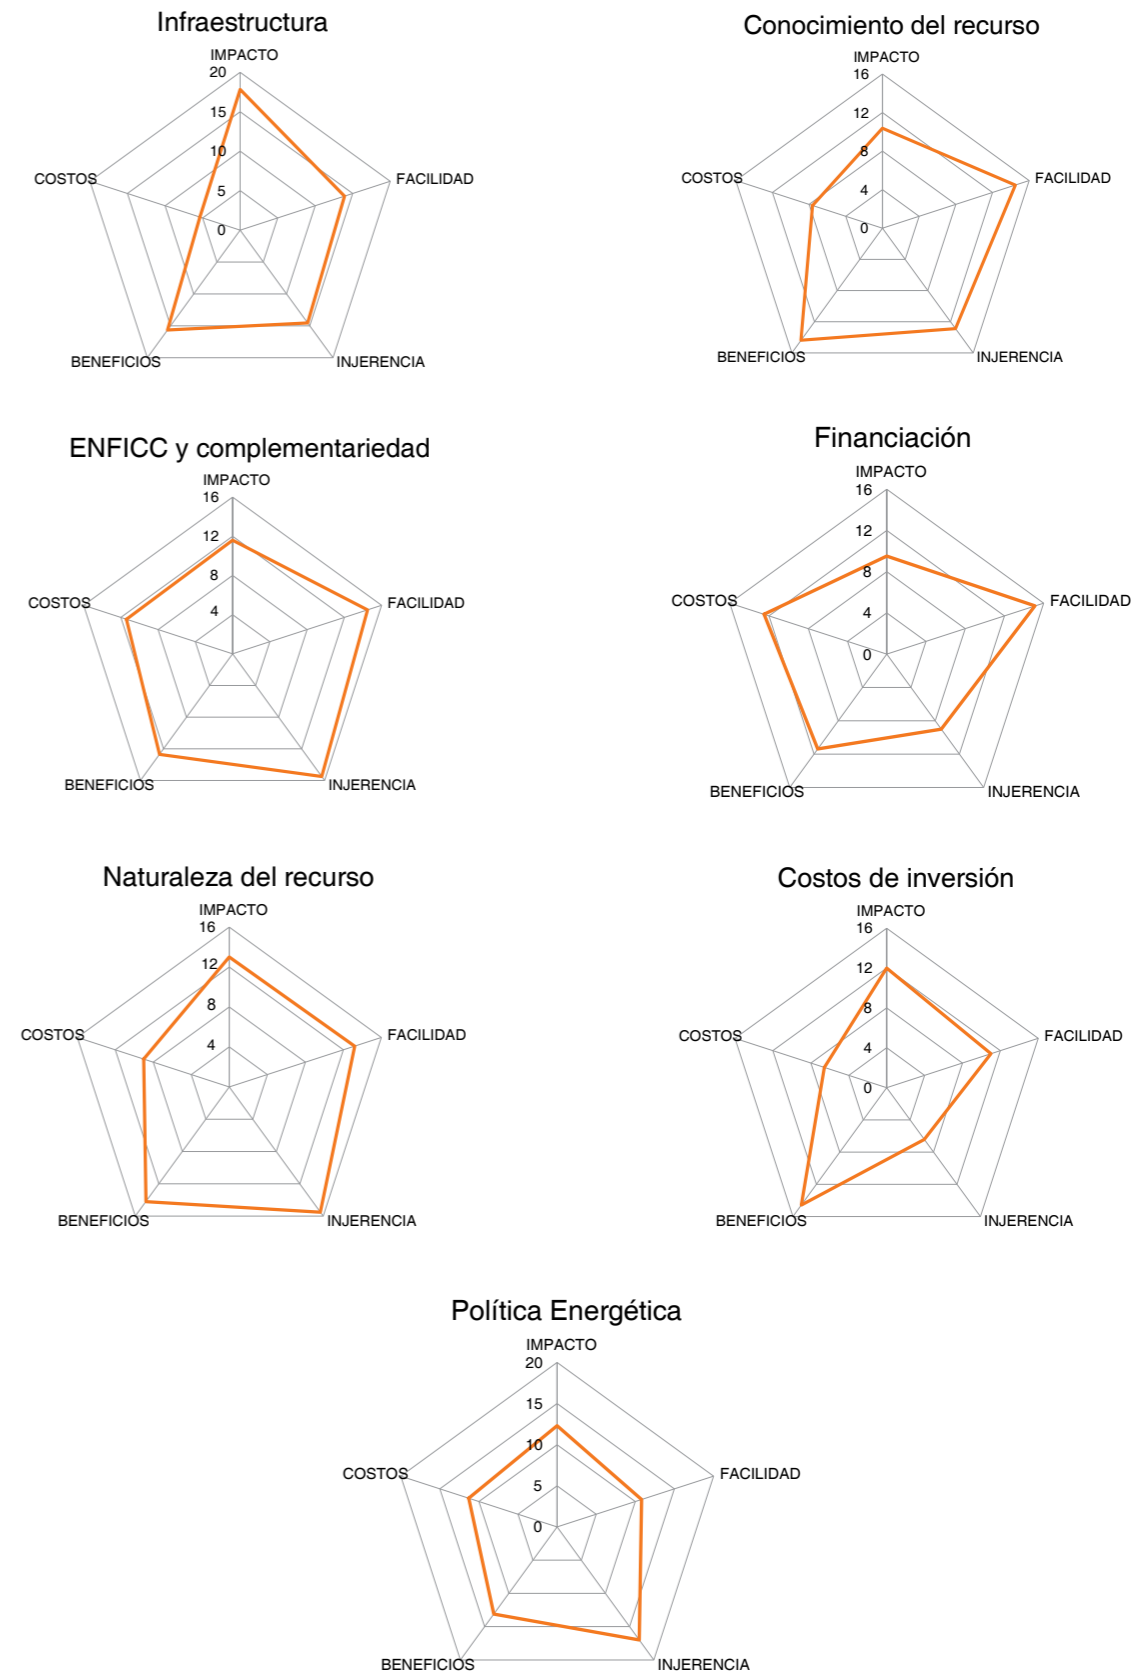 Infraestructura
IMPACTO
20
15
10
5
0
COSTOS
FACILIDAD
BENEFICIOS
INJERENCIA
Conocimiento del recurso
IMPACTO
16
12
8
4
0
COSTOS
FACILIDAD
BENEFICIOS
INJERENCIA
ENFICC y complementariedad
IMPACTO
16
12
8
4
COSTOS
FACILIDAD
BENEFICIOS
INJERENCIA
Financiación
IMPACTO
16
12
8
4
0
COSTOS
FACILIDAD
BENEFICIOS
INJERENCIA
Naturaleza del recurso
IMPACTO
16
12
8
4
COSTOS
FACILIDAD
BENEFICIOS
INJERENCIA
Costos de inversión
IMPACTO
16
12
8
4
0
COSTOS
FACILIDAD
BENEFICIOS
INJERENCIA
Política Energética
IMPACTO
20
15
10
5
0
COSTOS
FACILIDAD
BENEFICIOS
INJERENCIA